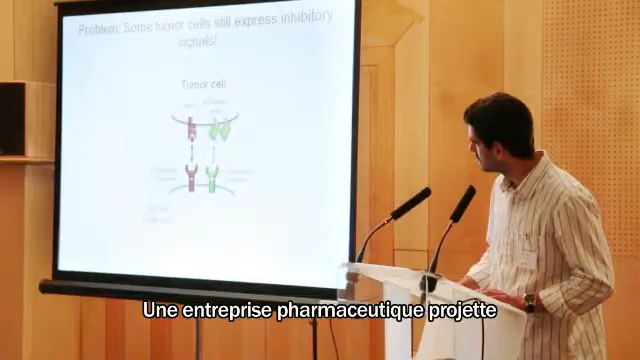 Problem: Some tumor cells still express inhibitory
signals!
Tumor cell
Une entreprise pharmaceutique projette